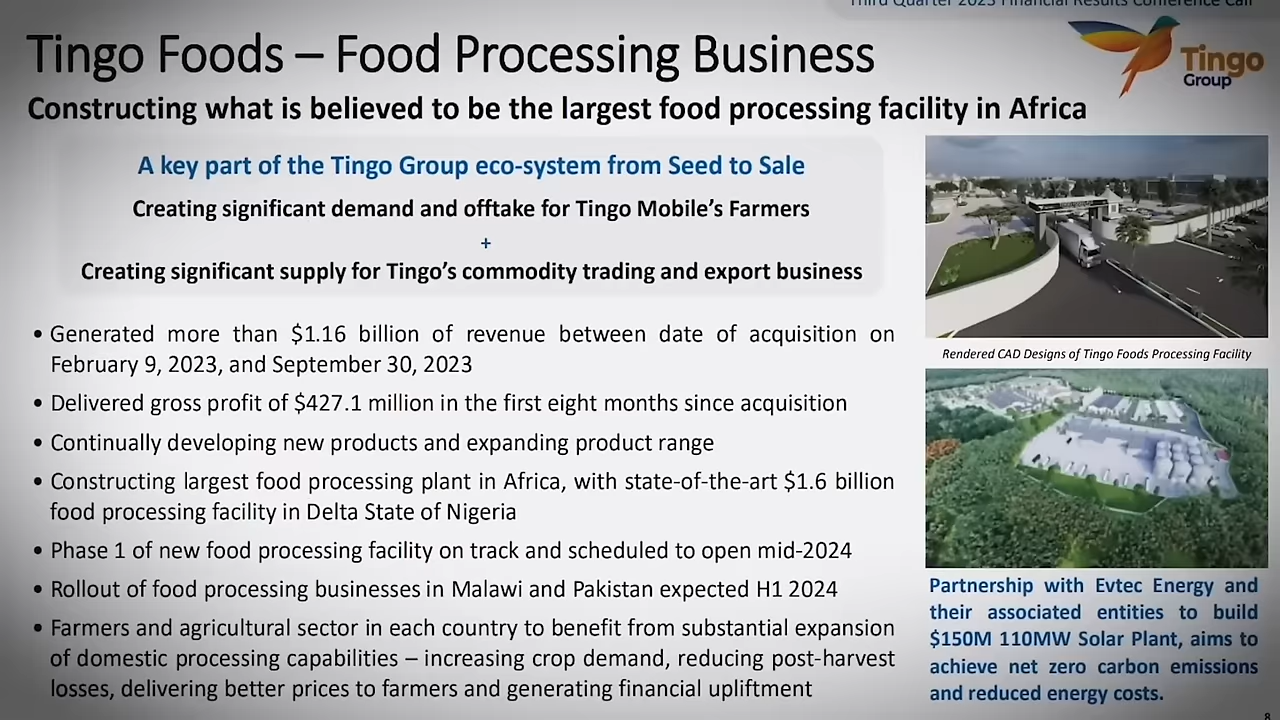 Third Quarter 2023 Financial Results Conference Call
Tingo Foods – Food Processing Business
Tingo
Group
Constructing what is believed to be the largest food processing facility in Africa
A key part of the Tingo Group eco-system from Seed to Sale
Creating significant demand and offtake for Tingo Mobile's Farmers
+
Creating significant supply for Tingo's commodity trading and export business
• Generated more than $1.16 billion of revenue between date of acquisition on
February 9, 2023, and September 30, 2023
• Delivered gross profit of $427.1 million in the first eight months since acquisition
• Continually developing new products and expanding product range
• Constructing largest food processing plant in Africa, with state-of-the-art $1.6 billion
food processing facility in Delta State of Nigeria
• Phase 1 of new food processing facility on track and scheduled to open mid-2024
• Rollout of food processing businesses in Malawi and Pakistan expected H1 2024
• Farmers and agricultural sector in each country to benefit from substantial expansion
of domestic processing capabilities – increasing crop demand, reducing post-harvest
losses, delivering better prices to farmers and generating financial upliftment
Rendered CAD Designs of Tingo Foods Processing Facility
Partnership with Evtec Energy and
their associated entities to build
$150M 110MW Solar Plant, aims to
achieve net zero carbon emissions
and reduced energy costs.
8